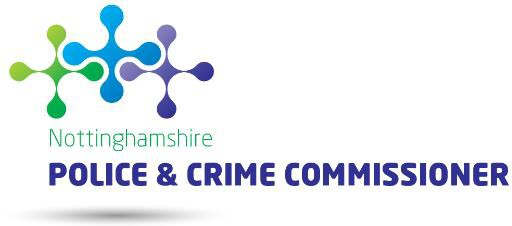 Nottinghamshire
POLICE & CRIME COMMISSIONER